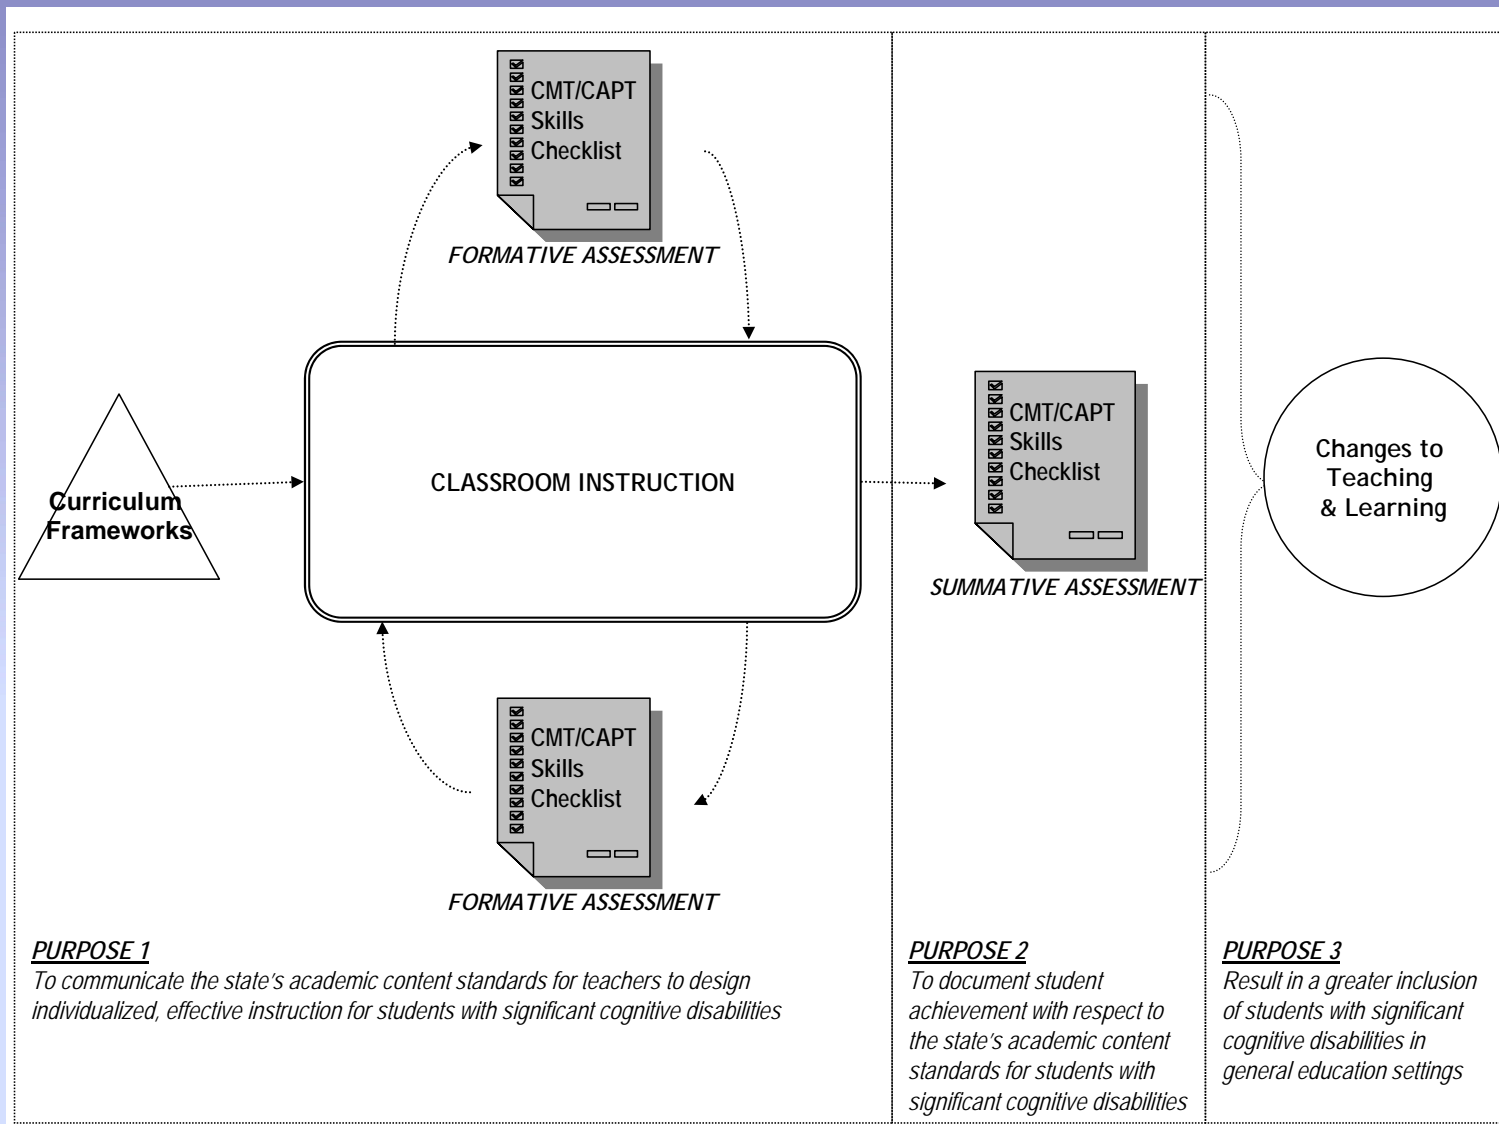 CMT/CAPT
Skills
Checklist
FORMATIVE ASSESSMENT
Curriculum
Frameworks
CLASSROOM INSTRUCTION
CMT/CAPT
Skills
Checklist
SUMMATIVE ASSESSMENT
Changes to
Teaching
& Learning
CMT/CAPT
Skills
Checklist
FORMATIVE ASSESSMENT
PURPOSE 1
To communicate the state's academic content standards for teachers to design
individualized, effective instruction for students with significant cognitive disabilities
PURPOSE 2
To document student
achievement with respect to
the state's academic content
standards for students with
significant cognitive disabilities
PURPOSE 3
Result in a greater inclusion
of students with significant
cognitive disabilities in
general education settings